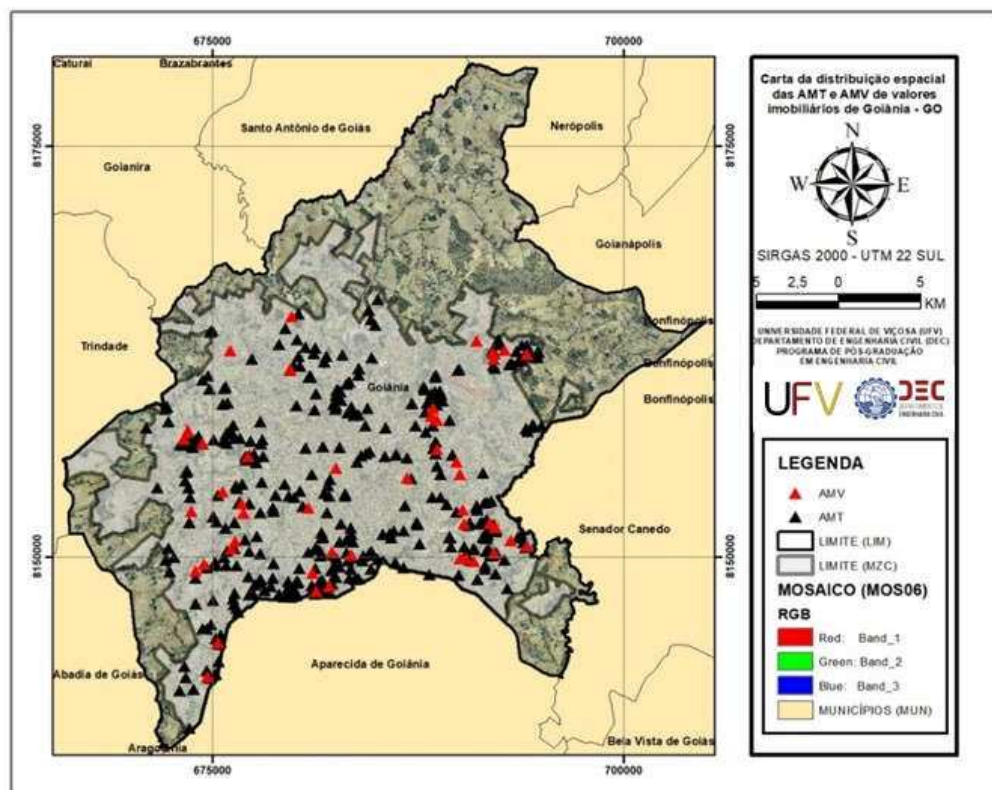 675000
700000
Caturaí
Brazabrantes
Santo Antônio de Goiás
Nerópolis
8175000
8175000
Goianira
Goianápolis
Bonfinópolis
Trindade
Bonfinópolis
Goiânia
Bonfinópolis
Senador Canedo
8150000
8150000
Abadia de Goiás
Aparecida de Goiânia
Aragoiânia
Bela Vista de Goiás
675000
700000
Carta da distribuição espacial
das AMT e AMV de valores
imobiliários de Goiânia - GO
N
W
E
S
SIRGAS 2000 - UTM 22 SUL
5
2,5
0
5
KM
UNIVERSIDADE FEDERAL DE VIÇOSA (UFV)
DEPARTAMENTO DE ENGENHARIA CIVIL (DEC)
PROGRAMA DE PÓS-GRADUAÇÃO
EM ENGENHARIA CIVIL
UFV
DEC
LEGENDA
AMV
AMT
LIMITE (LIM)
LIMITE (MZC)
MOSAICO (MOS06)
RGB
Red: Band_1
Green: Band_2
Blue: Band_3
MUNICÍPIOS (MUN)